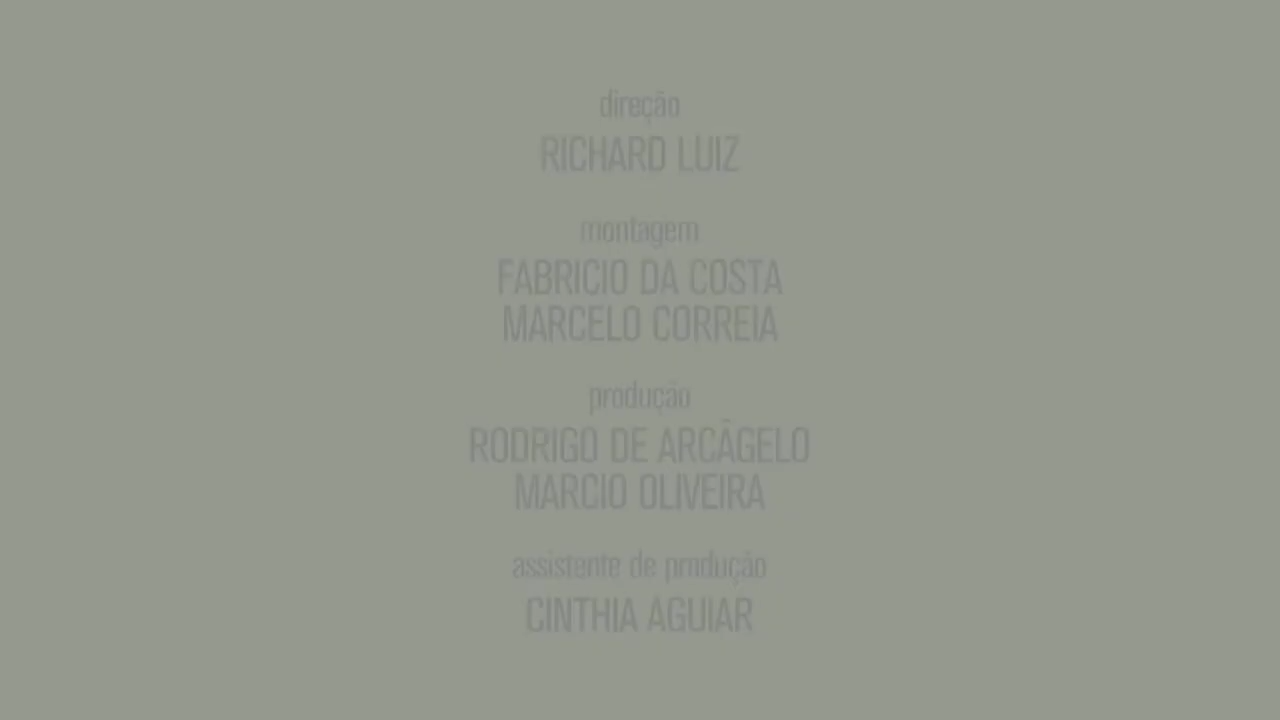 direção
RICHARD LUIZ
montagem
FABRICIO DA COSTA
MARCELO CORREIA
produção
RODRIGO DE ARCÂGELO
MARCIO OLIVEIRA
assistente de produção
CINTHIA AGUIAR